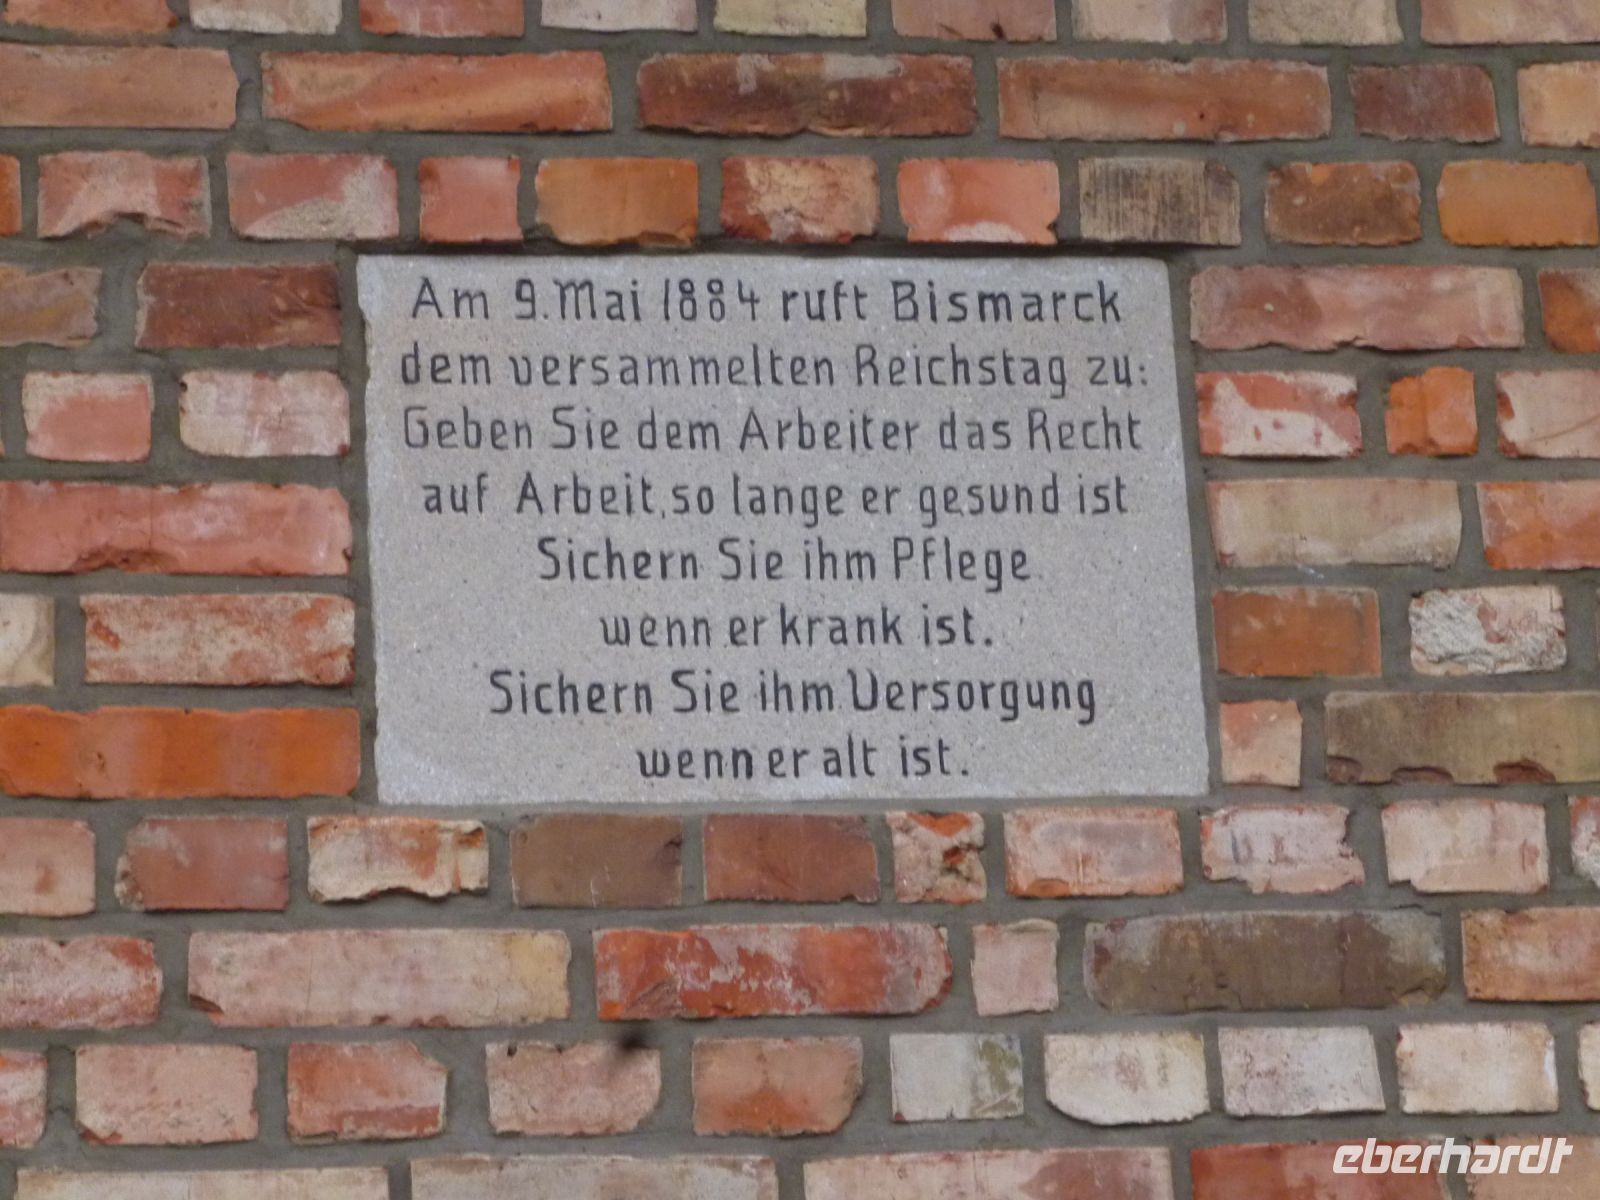 Am 9. Mai 1884 ruft Bismarck
dem versammelten Reichstag zu:
Geben Sie dem Arbeiter das Recht
auf Arbeit, so lange er gesund ist
Sichern Sie ihm Pflege
wenn er krank ist.
Sichern Sie ihm Versorgung
wenn er alt ist.
eberhardt